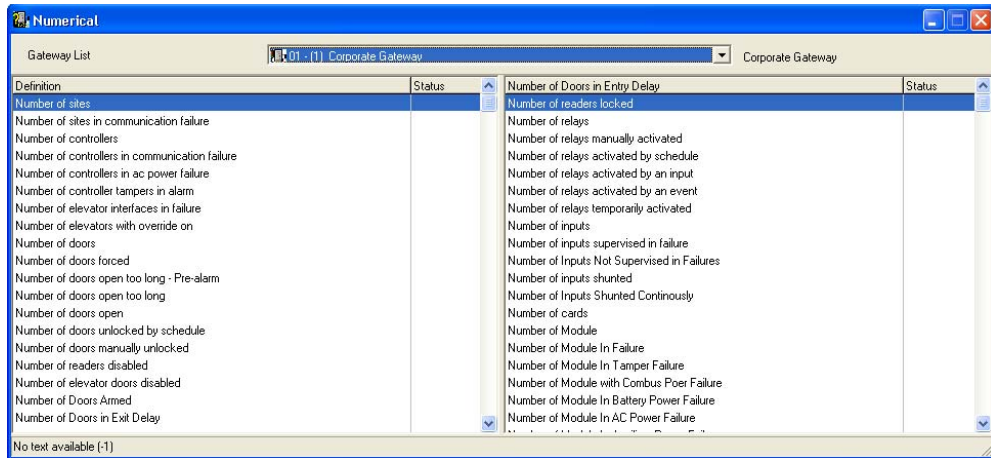 Numerical
Gateway List
01 - (1) Corporate Gateway
Corporate Gateway
Definition
Status
Number of sites
Number of sites in communication failure
Number of controllers
Number of controllers in communication failure
Number of controllers in ac power failure
Number of controller tampers in alarm
Number of elevator interfaces in failure
Number of elevators with override on
Number of doors
Number of doors forced
Number of doors open too long - Pre-alarm
Number of doors open too long
Number of doors open
Number of doors unlocked by schedule
Number of doors manually unlocked
Number of readers disabled
Number of elevator doors disabled
Number of Doors Armed
Number of Doors in Exit Delay
Number of Doors in Entry Delay
Status
Number of readers locked
Number of relays
Number of relays manually activated
Number of relays activated by schedule
Number of relays activated by an input
Number of relays activated by an event
Number of relays temporarily activated
Number of inputs
Number of inputs supervised in failure
Number of Inputs Not Supervised in Failures
Number of inputs shunted
Number of Inputs Shunted Continously
Number of cards
Number of Module
Number of Module In Failure
Number of Module In Tamper Failure
Number of Module with Combus Poer Failure
Number of Module In Battery Power Failure
Number of Module In AC Power Failure
No text available (-1)